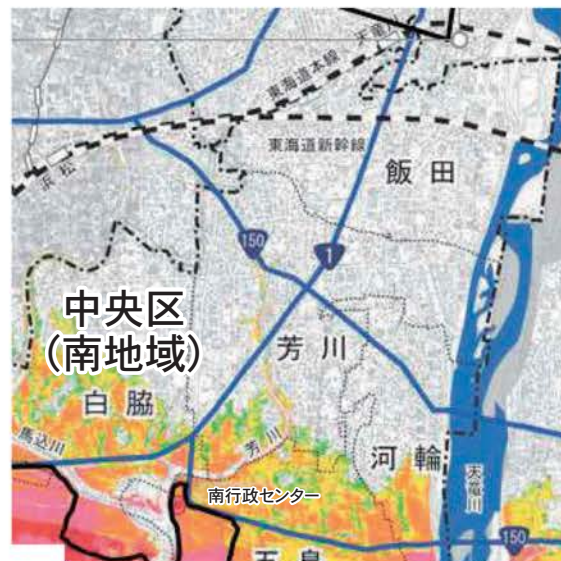 天竜川
東海道本線
東海道新幹線
飯田
浜松
150
1
中央区
(南地域)
芳川
白脇
馬込川
芳川
河輪
天竜川
南行政センター
150
五島